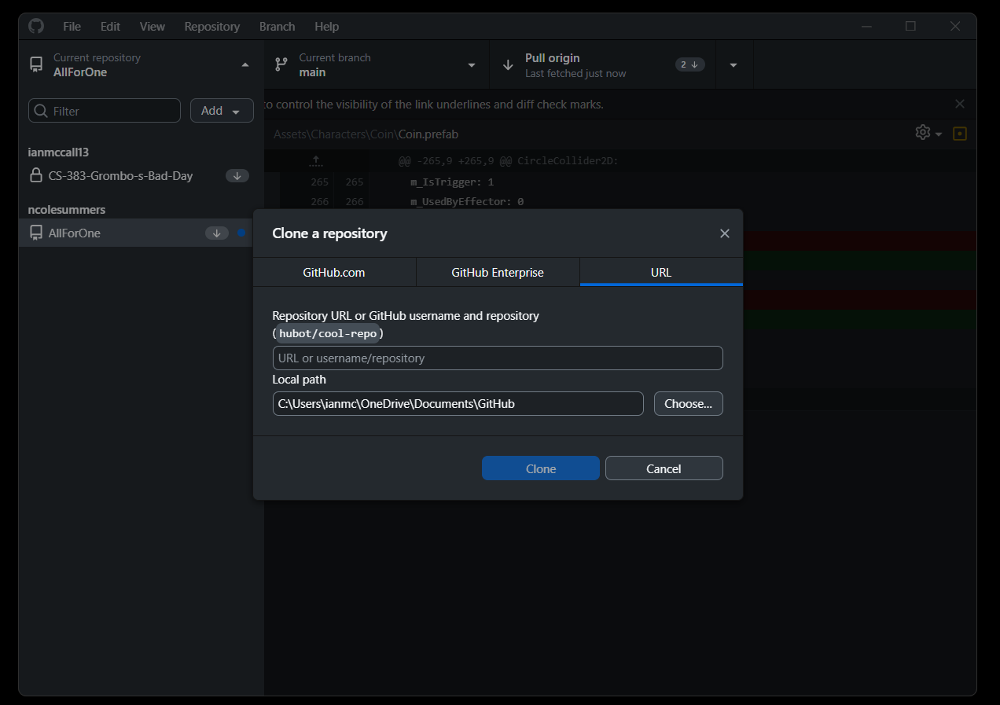 File Edit View Repository Branch Help
Current repository
AllForOne
Current branch
main
Pull origin
Last fetched just now
2
Filter
Add
to control the visibility of the link underlines and diff check marks.
Assets\Characters\Coin\Coin.prefab
ianmccall13
CS-383-Grombo-s-Bad-Day
ncolesummers
AllForOne
@@ -265,9 +265,9 @@ CircleCollider2D:
265 265 m_IsTrigger: 1
266 266 m_UsedByEffector: 0
Clone a repository
GitHub.com GitHub Enterprise URL
Repository URL or GitHub username and repository
(hubot/cool-repo)
URL or username/repository
Local path
C:\Users\ianmc\OneDrive\Documents\GitHub
Choose...
Clone Cancel